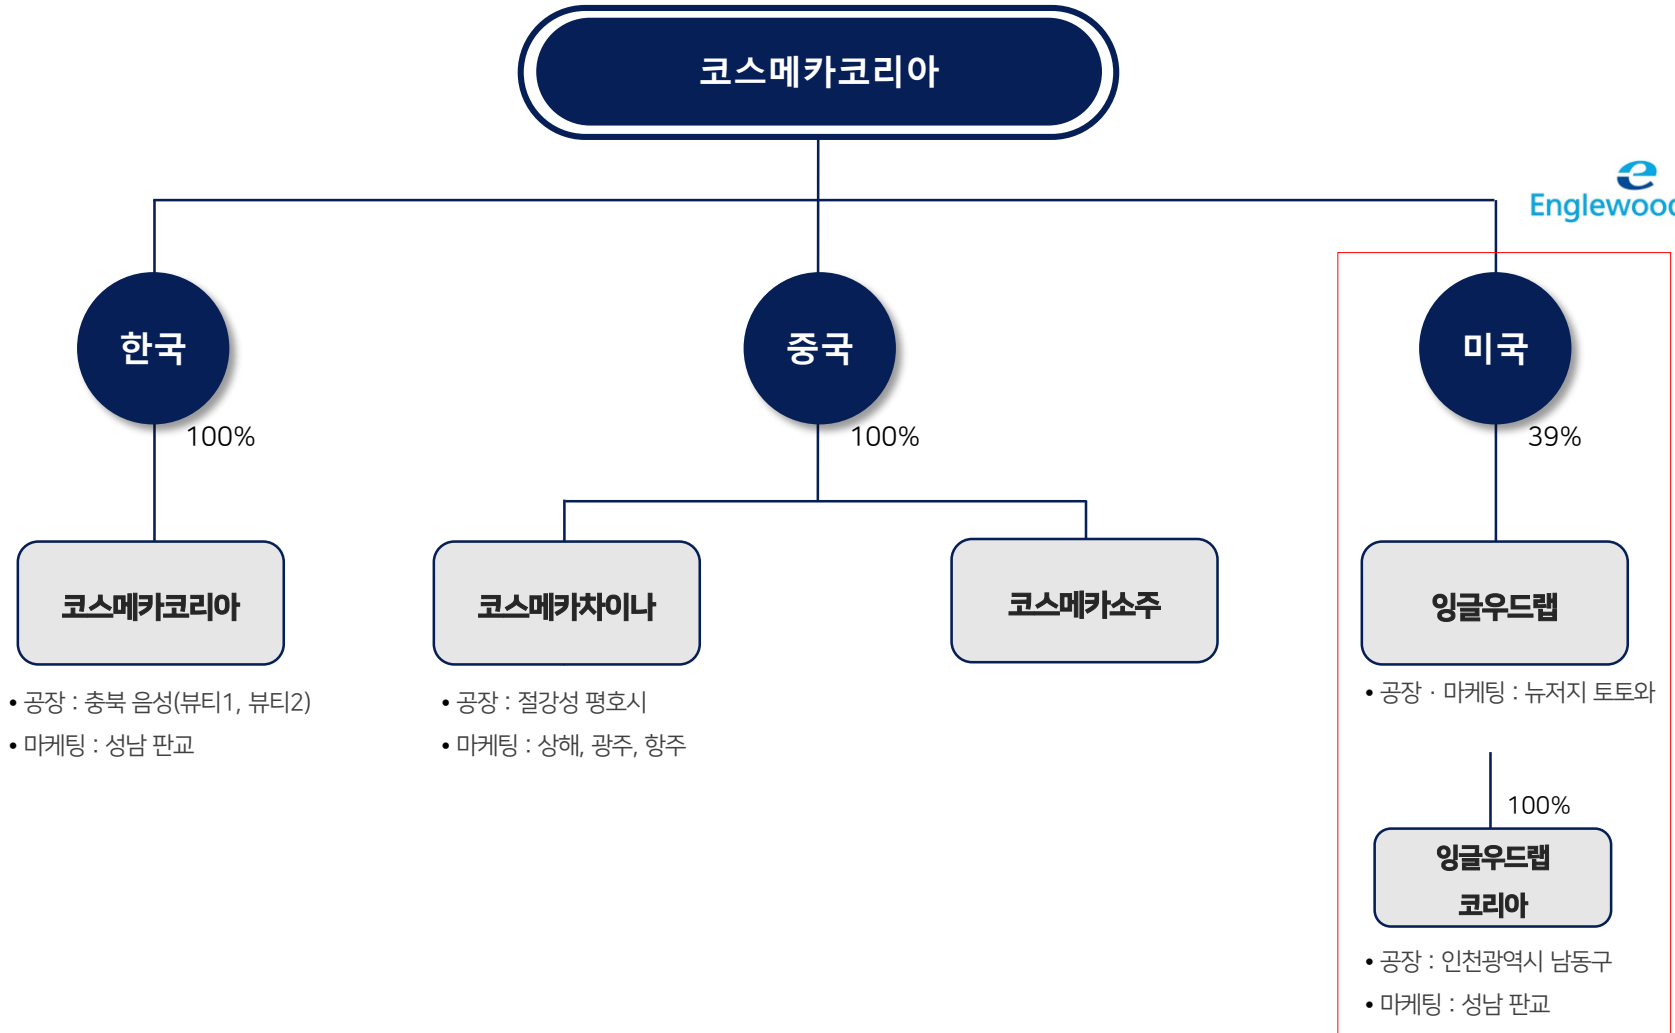 코스메카코리아
Englewood
한국
중국
미국
100%
100%
39%
코스메카코리아
코스메카차이나
코스메카소주
잉글우드랩
• 공장 : 충북 음성(뷰티1, 뷰티2)
• 마케팅 : 성남 판교
• 공장 : 절강성 평호시
• 마케팅 : 상해, 광주, 항주
• 공장 · 마케팅 : 뉴저지 토토와
100%
잉글우드랩
코리아
• 공장 : 인천광역시 남동구
• 마케팅 : 성남 판교